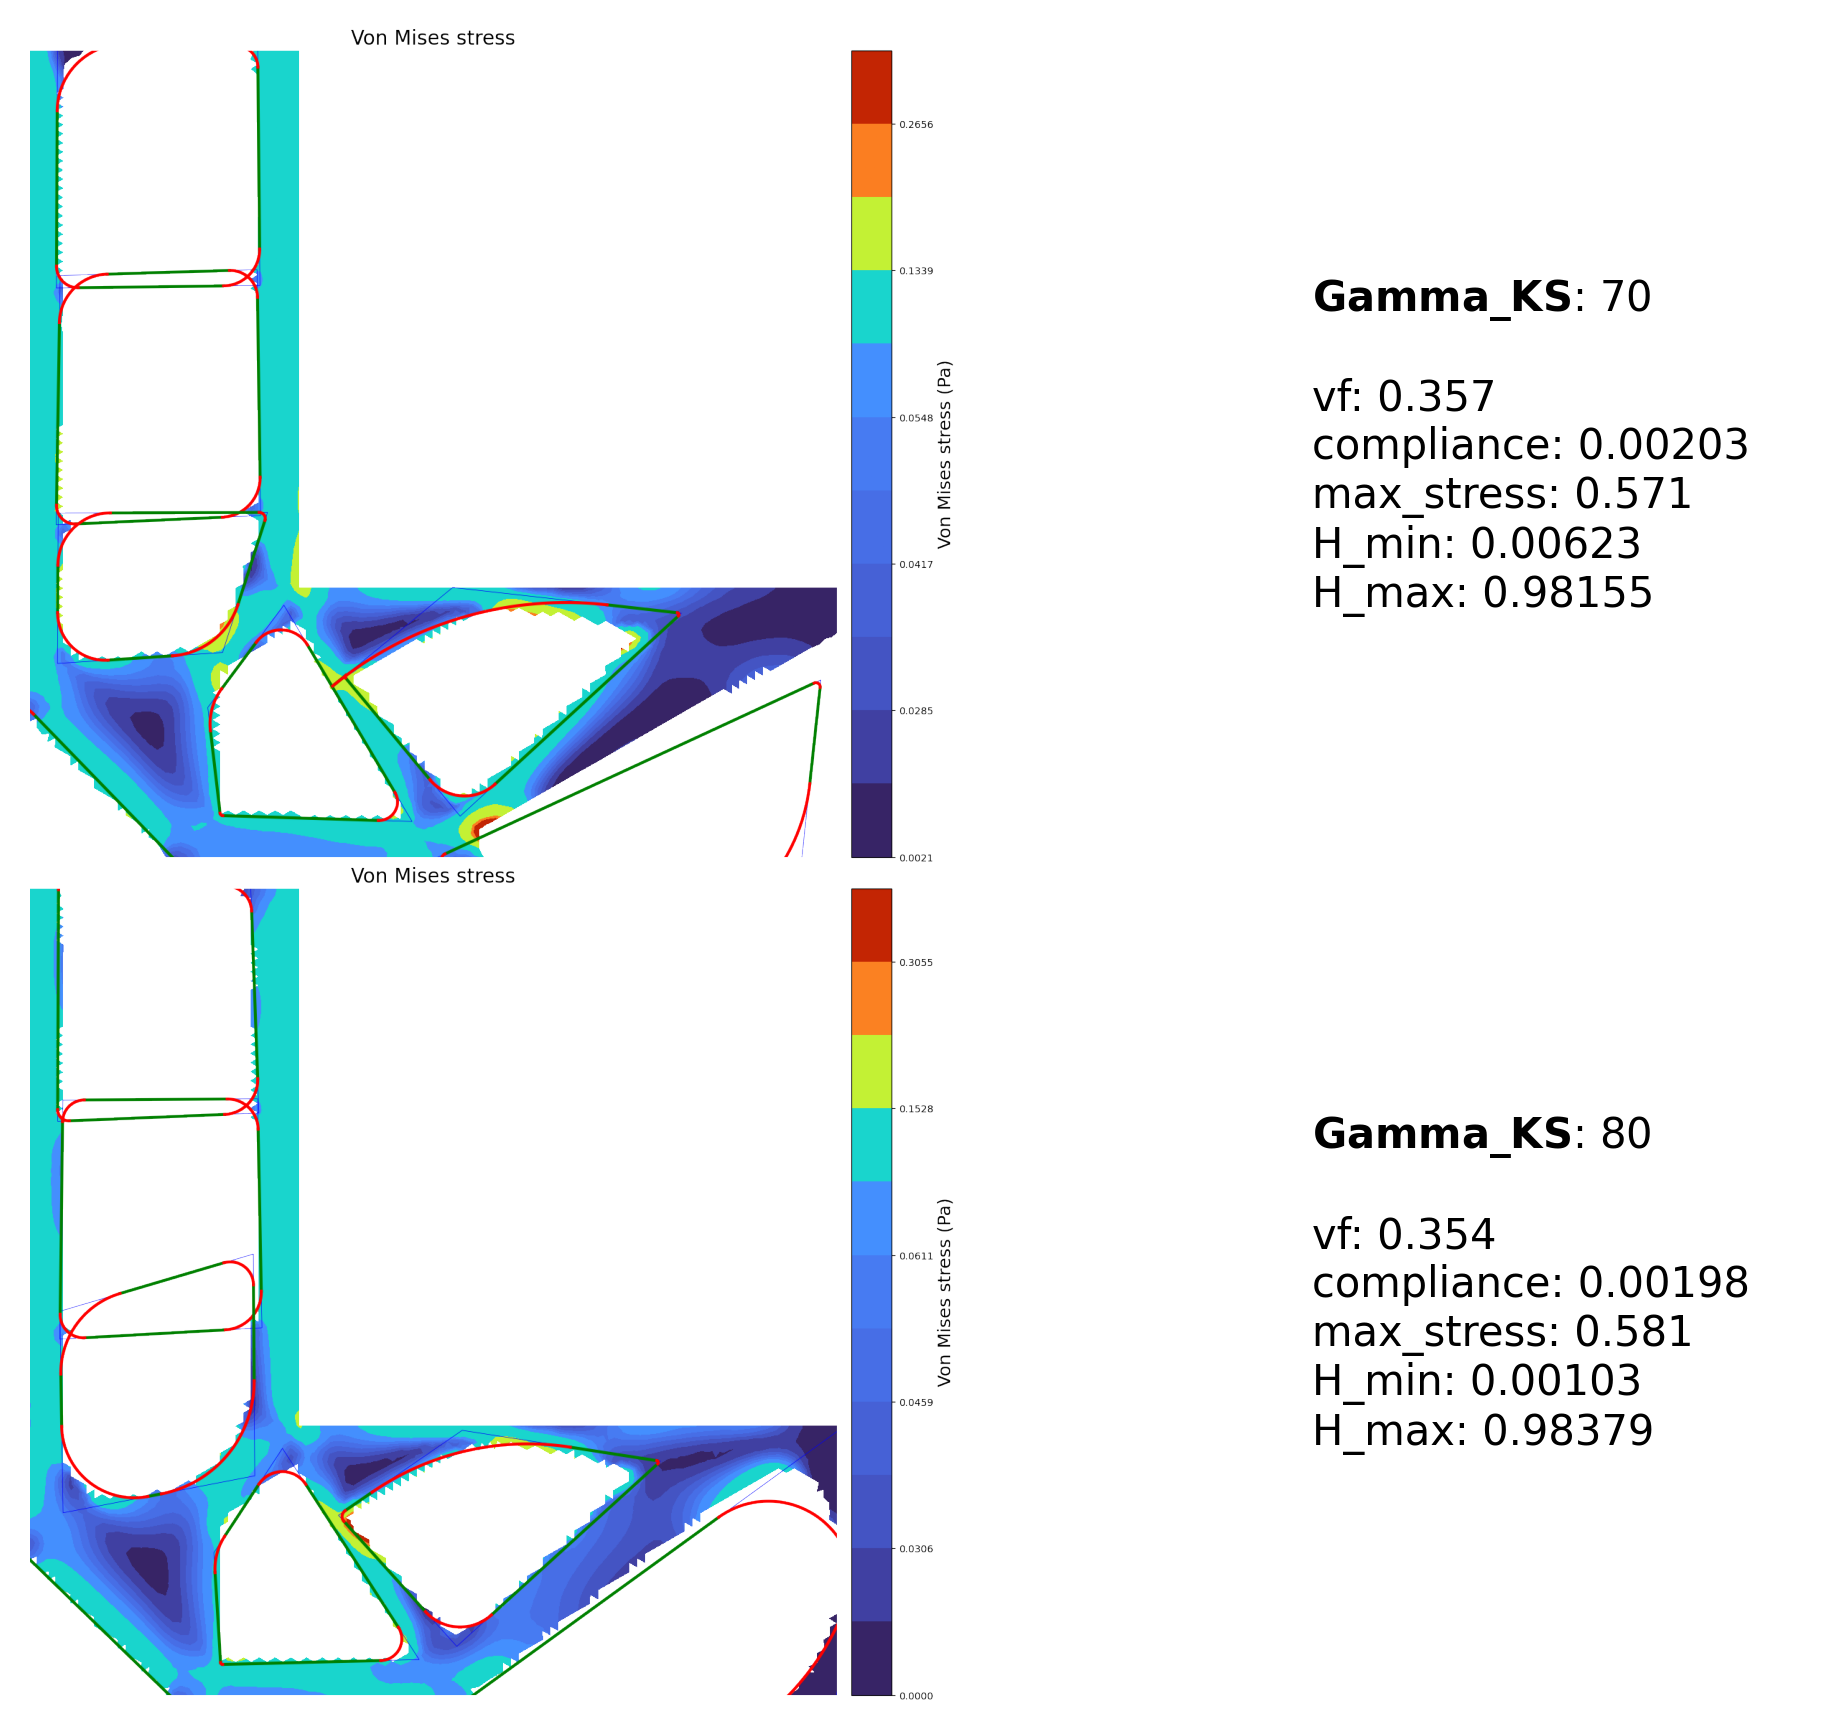 Von Mises stress
0.2656
0.1339
0.0548
0.0417
0.0285
0.0021
Von Mises stress (Pa)
Gamma_KS: 70
vf: 0.357
compliance: 0.00203
max_stress: 0.571
H_min: 0.00623
H_max: 0.98155
Von Mises stress
0.3055
0.1528
0.0611
0.0459
0.0306
0.0000
Von Mises stress (Pa)
Gamma_KS: 80
vf: 0.354
compliance: 0.00198
max_stress: 0.581
H_min: 0.00103
H_max: 0.98379